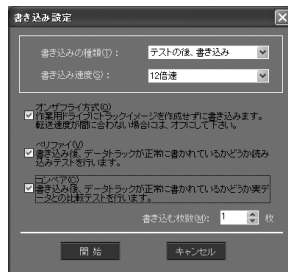 書き込み設定
書き込みの種類(T)： テストの後、書き込み
書き込み速度(S)： 12倍速
オンザフライ方式(O)
作業用ドライブにトラックイメージを作成せずに書き込みます。
転送速度が間に合わない場合には、オフにして下さい。
ベリファイ(V)
書き込み後、データトラックが正常に書かれているかどうか読み
込みテストを行います。
コンペア(C)
書き込み後、データトラックが正常に書かれているかどうか実デ
ータとの比較テストを行います。
書き込む枚数(M)： 1 枚
開始 キャンセル